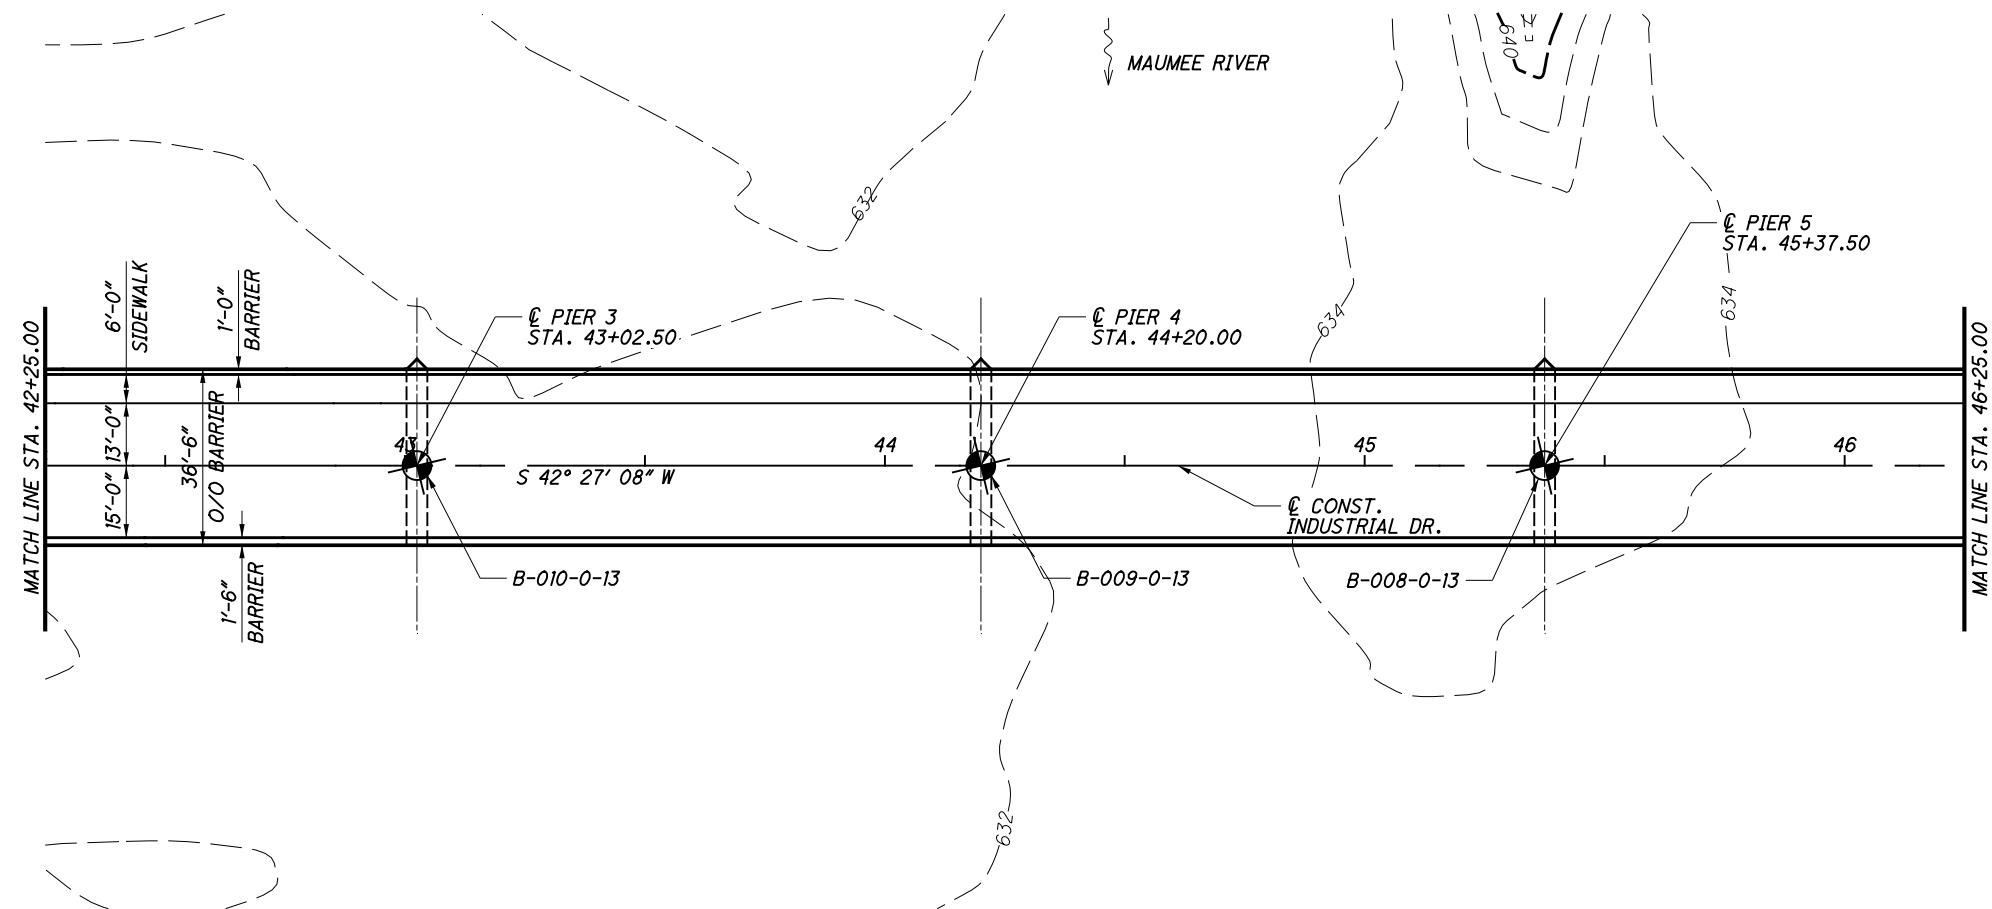 640
MAUMEE RIVER
632
℄ PIER 5
STA. 45+37.50
6'-0"
SIDEWALK
1'-0"
BARRIER
℄ PIER 3
STA. 43+02.50
℄ PIER 4
STA. 44+20.00
634
634
MATCH LINE STA. 42+25.00
MATCH LINE STA. 46+25.00
13'-0"
15'-0"
36'-6"
O/O BARRIER
43
44
45
46
S 42° 27' 08" W
℄ CONST.
INDUSTRIAL DR.
B-010-0-13
B-009-0-13
B-008-0-13
1'-6"
BARRIER
632